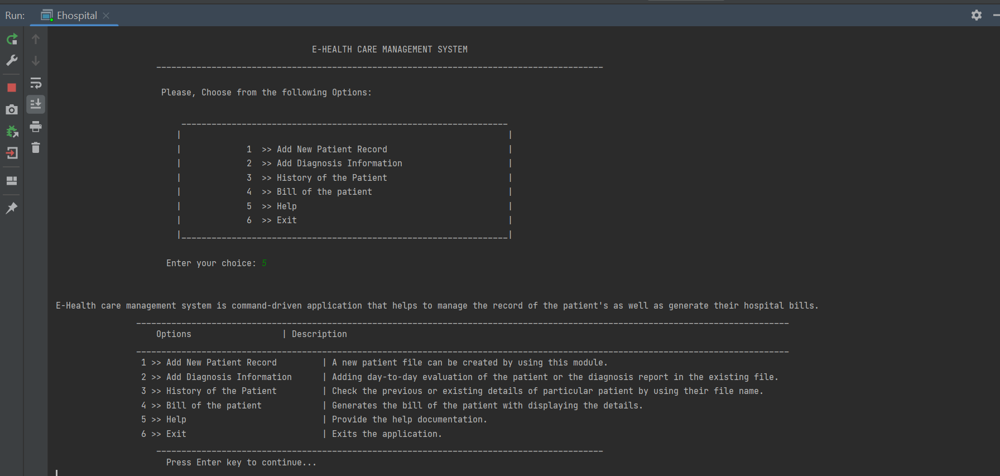 Run: Ehospital
E-HEALTH CARE MANAGEMENT SYSTEM
Please, Choose from the following Options:
1 >> Add New Patient Record
2 >> Add Diagnosis Information
3 >> History of the Patient
4 >> Bill of the patient
5 >> Help
6 >> Exit
Enter your choice: 5
E-Health care management system is command-driven application that helps to manage the record of the patient's as well as generate their hospital bills.
Options | Description
1 >> Add New Patient Record | A new patient file can be created by using this module.
2 >> Add Diagnosis Information | Adding day-to-day evaluation of the patient or the diagnosis report in the existing file.
3 >> History of the Patient | Check the previous or existing details of particular patient by using their file name.
4 >> Bill of the patient | Generates the bill of the patient with displaying the details.
5 >> Help | Provide the help documentation.
6 >> Exit | Exits the application.
Press Enter key to continue...